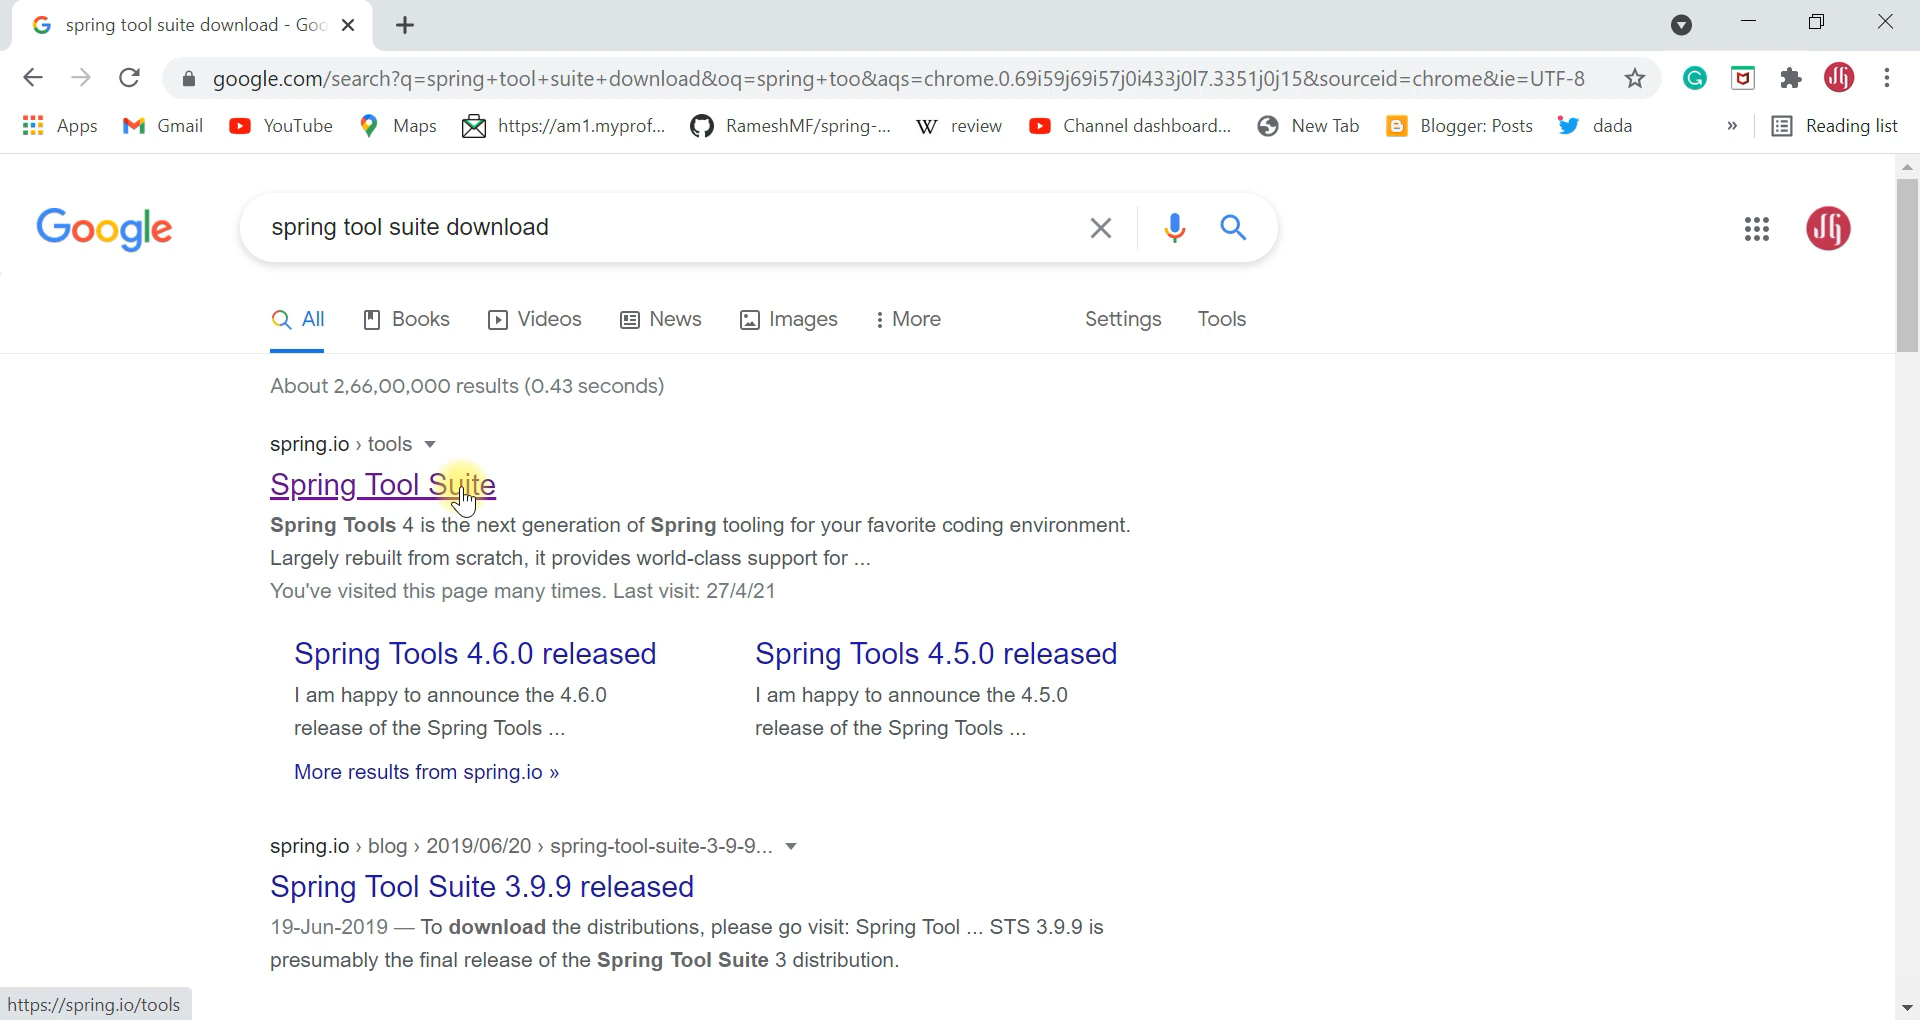 spring tool suite download - Goo
google.com/search?q=spring+tool+suite+download&oq=spring+too&aqs=chrome.0.69i59j69i57j0i433j0l7.3351j0j15&sourceid=chrome&ie=UTF-8
Apps Gmail YouTube Maps https://am1.myprof... RameshMF/spring-... W review Channel dashboard... New Tab Blogger: Posts dada » Reading list
Google
spring tool suite download
All Books Videos News Images More Settings Tools
About 2,66,00,000 results (0.43 seconds)
spring.io › tools
Spring Tool Suite
Spring Tools 4 is the next generation of Spring tooling for your favorite coding environment.
Largely rebuilt from scratch, it provides world-class support for ...
You've visited this page many times. Last visit: 27/4/21
Spring Tools 4.6.0 released
I am happy to announce the 4.6.0
release of the Spring Tools ...
Spring Tools 4.5.0 released
I am happy to announce the 4.5.0
release of the Spring Tools ...
More results from spring.io »
spring.io › blog › 2019/06/20 › spring-tool-suite-3-9-9...
Spring Tool Suite 3.9.9 released
19-Jun-2019 — To download the distributions, please go visit: Spring Tool ... STS 3.9.9 is
presumably the final release of the Spring Tool Suite 3 distribution.
https://spring.io/tools